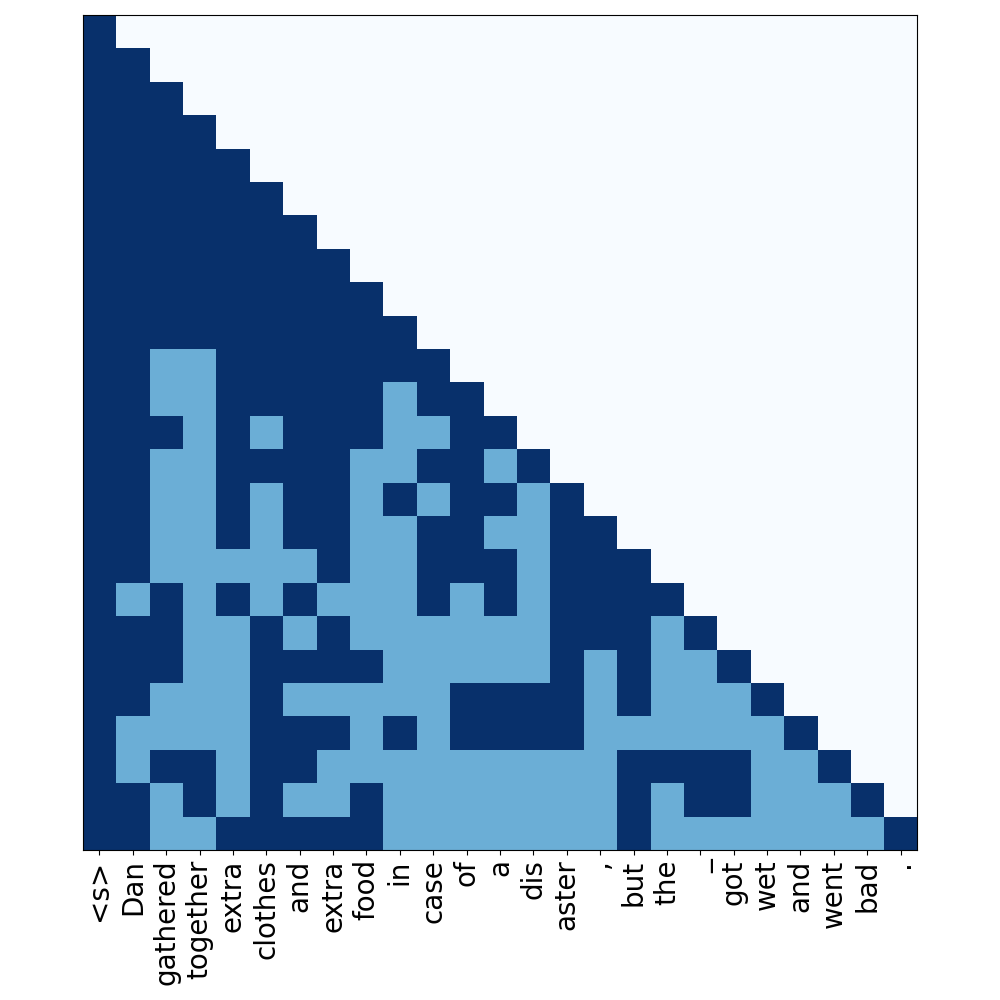 <s> Dan gathered together extra clothes and extra food in case of a dis aster , but the _ got wet and went bad .